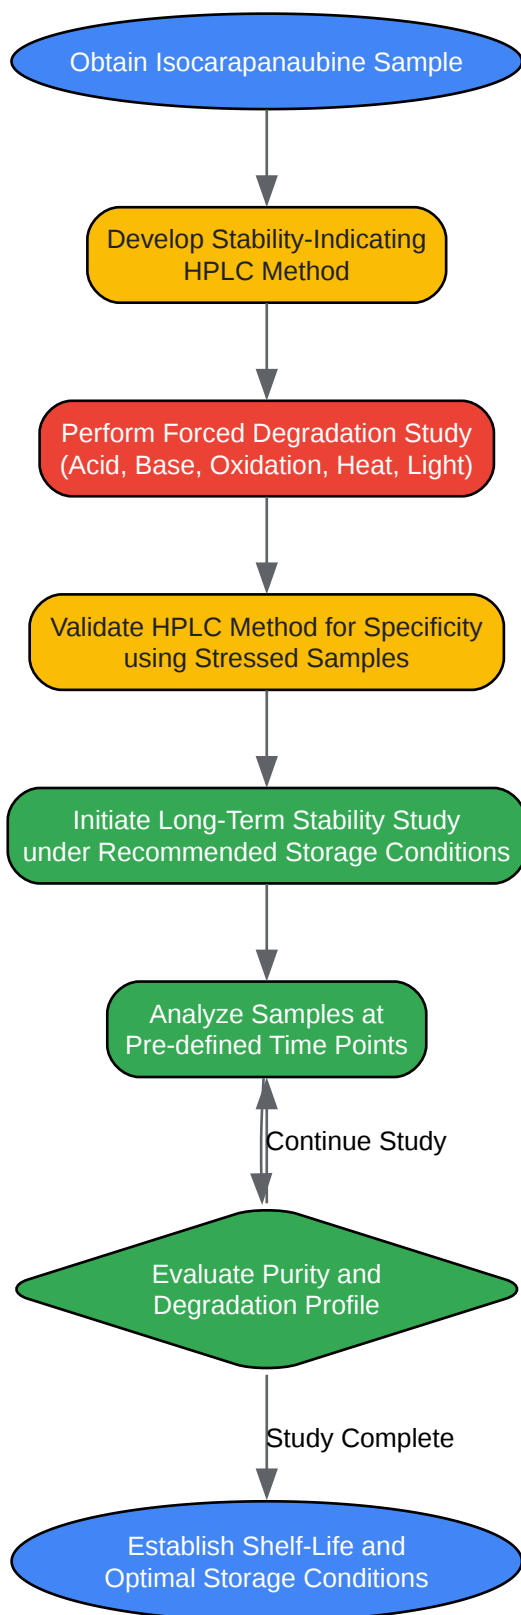 Obtain Isocarapanaubine Sample
Develop Stability-Indicating
HPLC Method
Perform Forced Degradation Study
(Acid, Base, Oxidation, Heat, Light)
Validate HPLC Method for Specificity
using Stressed Samples
Initiate Long-Term Stability Study
under Recommended Storage Conditions
Analyze Samples at
Pre-defined Time Points
Continue Study
Evaluate Purity and
Degradation Profile
Study Complete
Establish Shelf-Life and
Optimal Storage Conditions